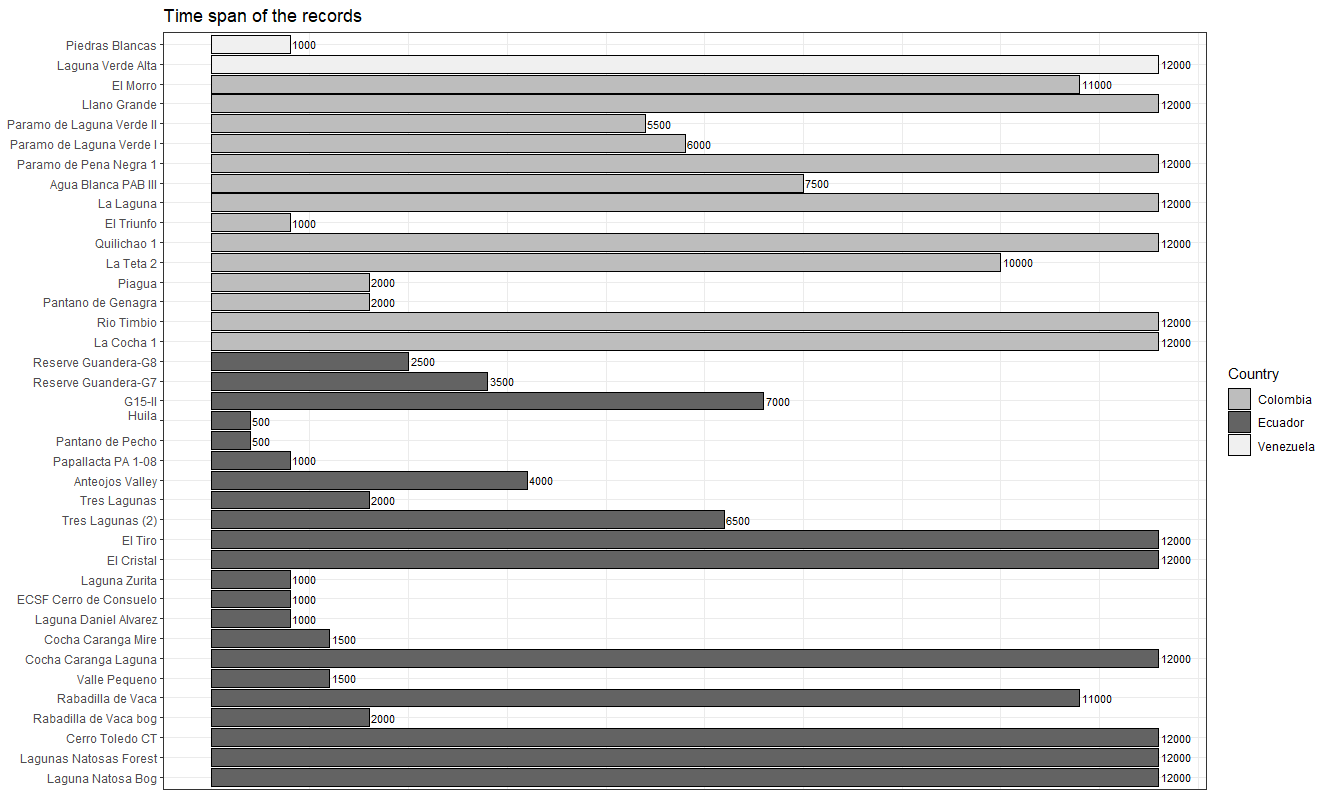 Time span of the records
Piedras Blancas 1000
Laguna Verde Alta 12000
El Morro 11000
Llano Grande 12000
Paramo de Laguna Verde II 5500
Paramo de Laguna Verde I 6000
Paramo de Pena Negra 1 12000
Agua Blanca PAB III 7500
La Laguna 12000
El Triunfo 1000
Quilichao 1 12000
La Teta 2 10000
Piagua 2000
Pantano de Genagra 2000
Rio Timbio 12000
La Cocha 1 12000
Reserve Guandera-G8 2500
Reserve Guandera-G7 3500
G15-II 7000
Huila 500
Pantano de Pecho 500
Papallacta PA 1-08 1000
Anteojos Valley 4000
Tres Lagunas 2000
Tres Lagunas (2) 6500
El Tiro 12000
El Cristal 12000
Laguna Zurita 1000
ECSF Cerro de Consuelo 1000
Laguna Daniel Alvarez 1000
Cocha Caranga Mire 1500
Cocha Caranga Laguna 12000
Valle Pequeno 1500
Rabadilla de Vaca 11000
Rabadilla de Vaca bog 2000
Cerro Toledo CT 12000
Lagunas Natosas Forest 12000
Laguna Natosa Bog 12000
Country
Colombia
Ecuador
Venezuela